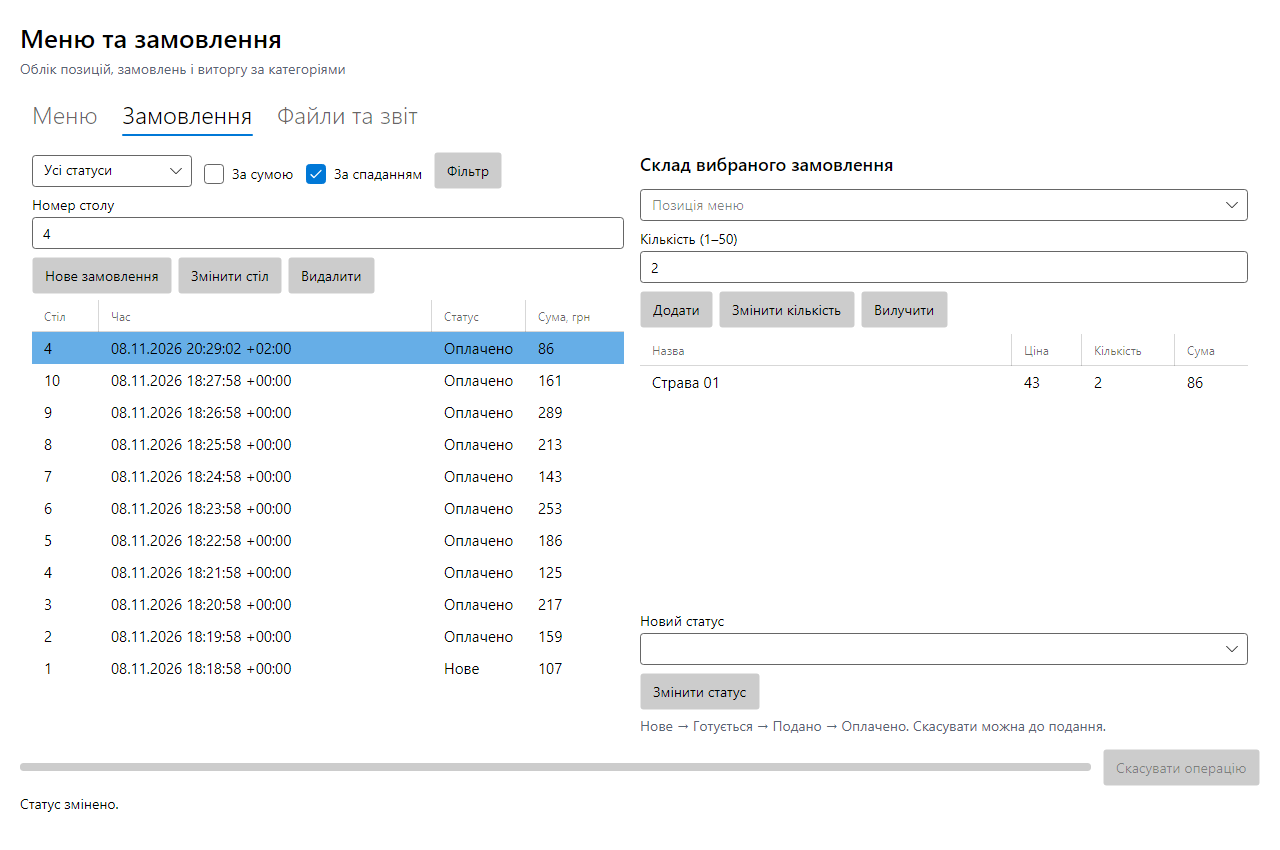 Меню та замовлення
Облік позицій, замовлень і виторгу за категоріями
Меню Замовлення Файли та звіт
Усі статуси За сумою За спаданням Фільтр
Номер столу
4
Нове замовлення Змінити стіл Видалити
Стіл Час Статус Сума, грн
4 08.11.2026 20:29:02 +02:00 Оплачено 86
10 08.11.2026 18:27:58 +00:00 Оплачено 161
9 08.11.2026 18:26:58 +00:00 Оплачено 289
8 08.11.2026 18:25:58 +00:00 Оплачено 213
7 08.11.2026 18:24:58 +00:00 Оплачено 143
6 08.11.2026 18:23:58 +00:00 Оплачено 253
5 08.11.2026 18:22:58 +00:00 Оплачено 186
4 08.11.2026 18:21:58 +00:00 Оплачено 125
3 08.11.2026 18:20:58 +00:00 Оплачено 217
2 08.11.2026 18:19:58 +00:00 Оплачено 159
1 08.11.2026 18:18:58 +00:00 Нове 107
Склад вибраного замовлення
Позиція меню
Кількість (1–50)
2
Додати Змінити кількість Вилучити
Назва Ціна Кількість Сума
Страва 01 43 2 86
Новий статус
Змінити статус
Нове → Готується → Подано → Оплачено. Скасувати можна до подання.
Скасувати операцію
Статус змінено.